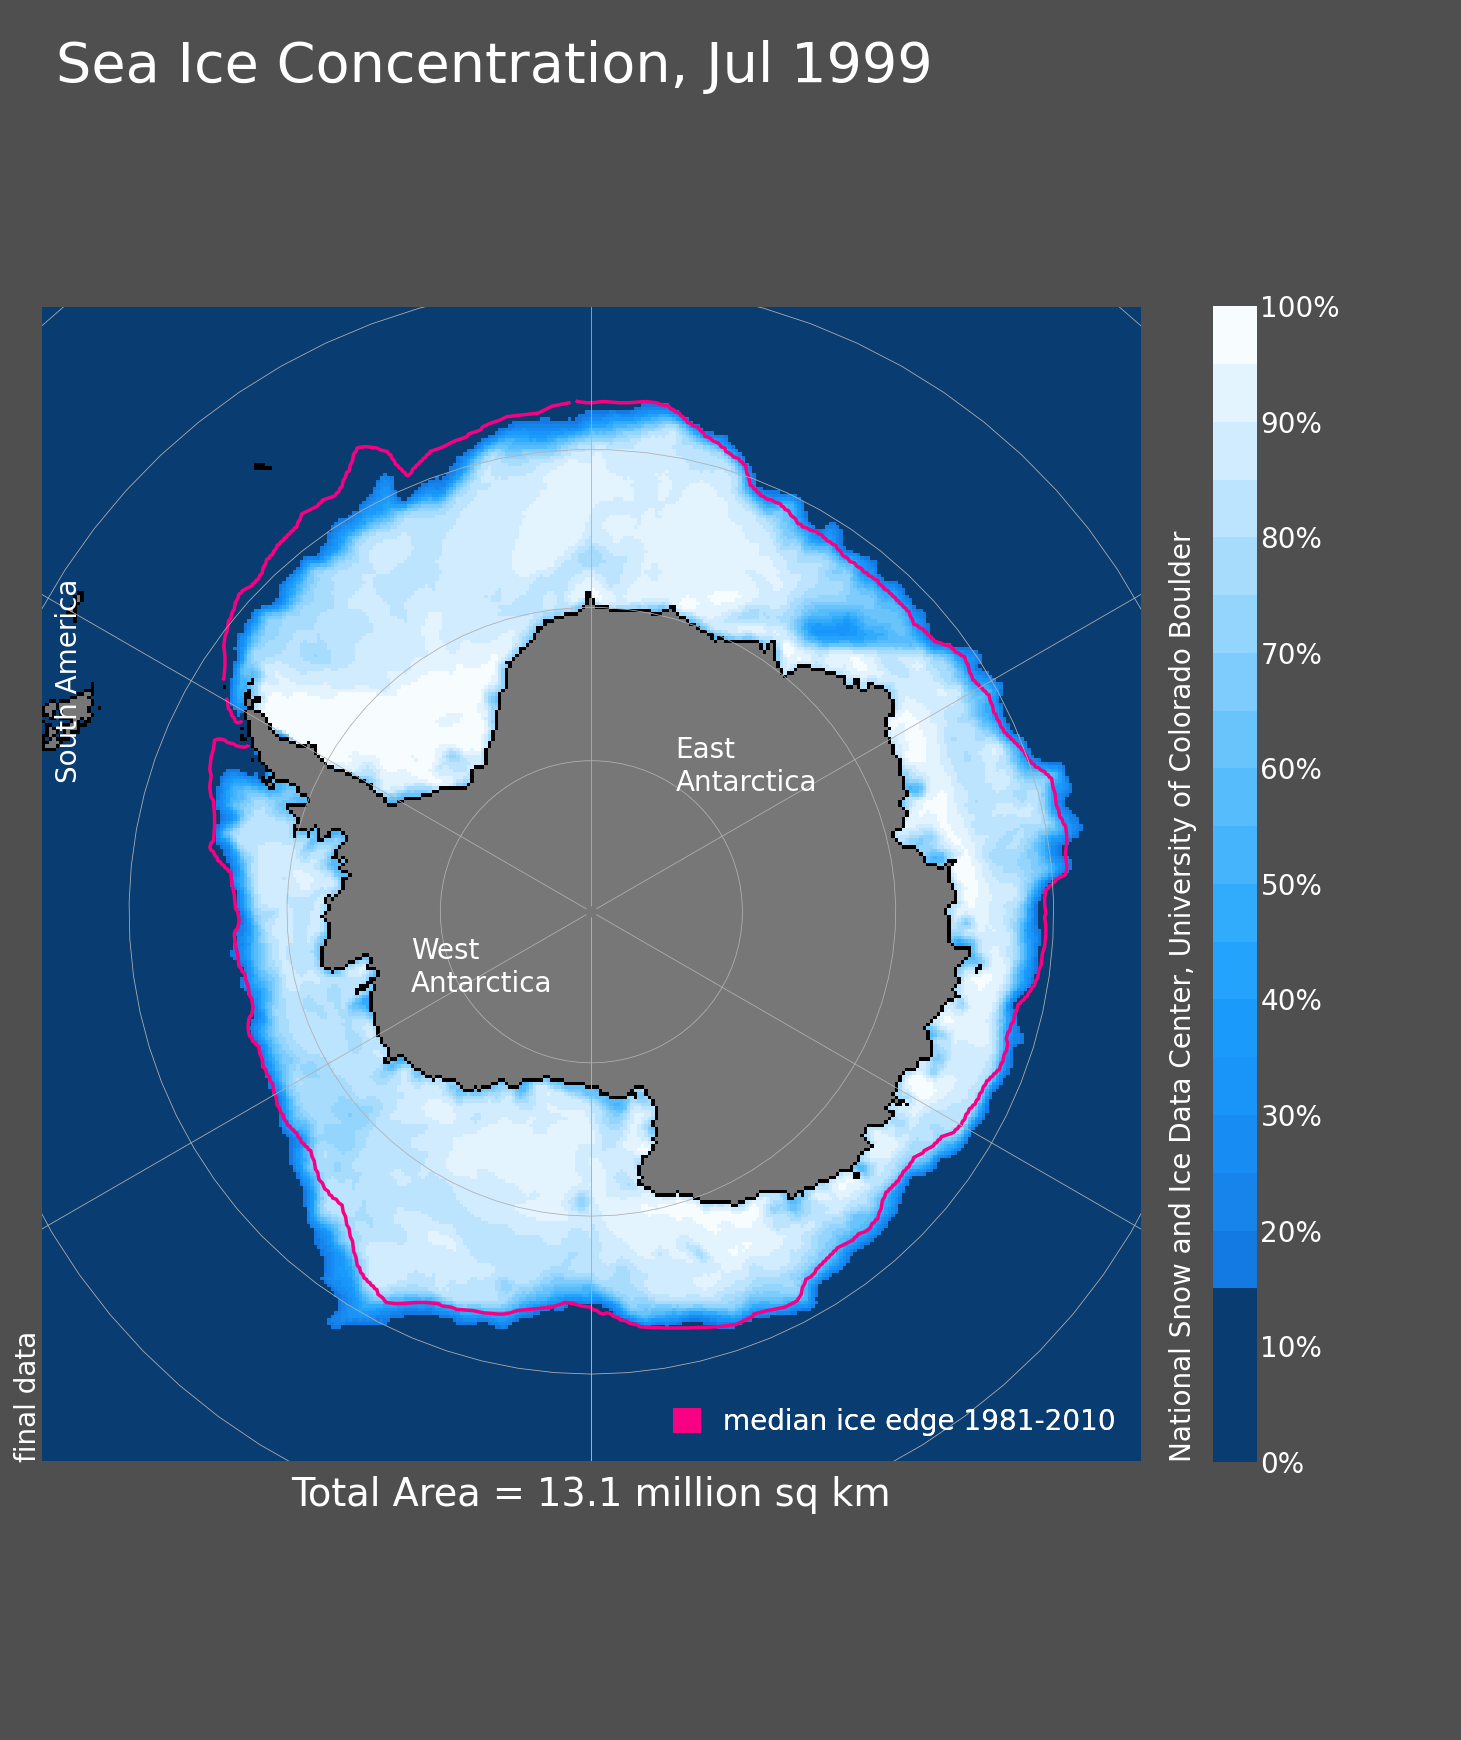 Sea Ice Concentration, Jul 1999
South America
East
Antarctica
West
Antarctica
final data
median ice edge 1981-2010
Total Area = 13.1 million sq km
National Snow and Ice Data Center, University of Colorado Boulder
100%
90%
80%
70%
60%
50%
40%
30%
20%
10%
0%